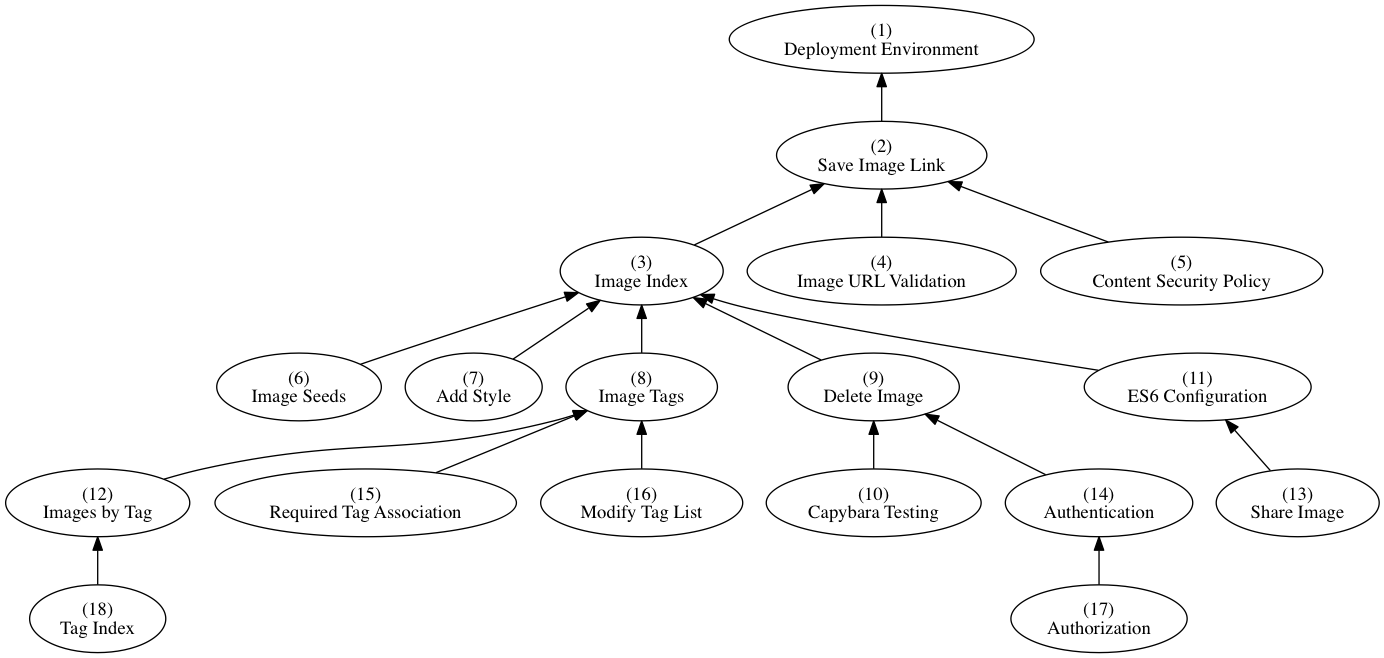 (1)
Deployment Environment
(2)
Save Image Link
(3)
Image Index
(4)
Image URL Validation
(5)
Content Security Policy
(6)
Image Seeds
(7)
Add Style
(8)
Image Tags
(9)
Delete Image
(11)
ES6 Configuration
(12)
Images by Tag
(15)
Required Tag Association
(16)
Modify Tag List
(10)
Capybara Testing
(14)
Authentication
(13)
Share Image
(18)
Tag Index
(17)
Authorization